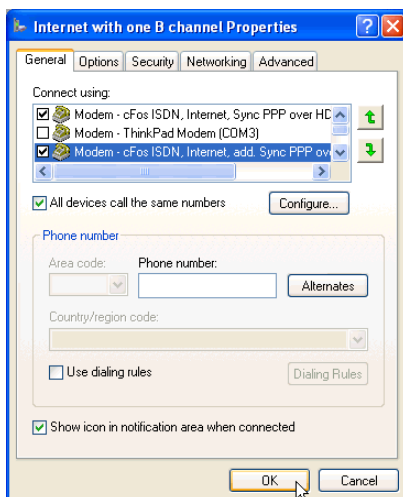 Internet with one B channel Properties
General Options Security Networking Advanced
Connect using:
Modem - cFos ISDN, Internet, Sync PPP over HD
Modem - ThinkPad Modem (COM3)
Modem - cFos ISDN, Internet, add. Sync PPP ov
All devices call the same numbers
Configure...
Phone number
Area code: Phone number:
Alternates
Country/region code:
Use dialing rules
Dialing Rules
Show icon in notification area when connected
OK Cancel